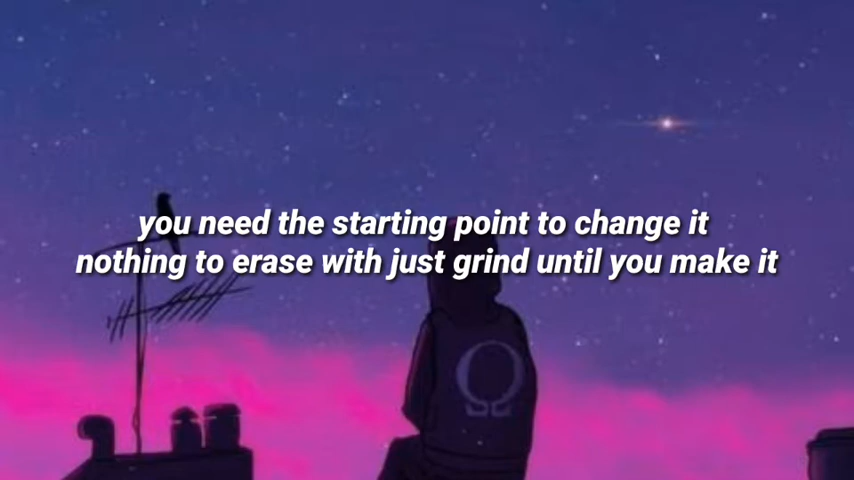 you need the starting point to change it
nothing to erase with just grind until you make it
Ω